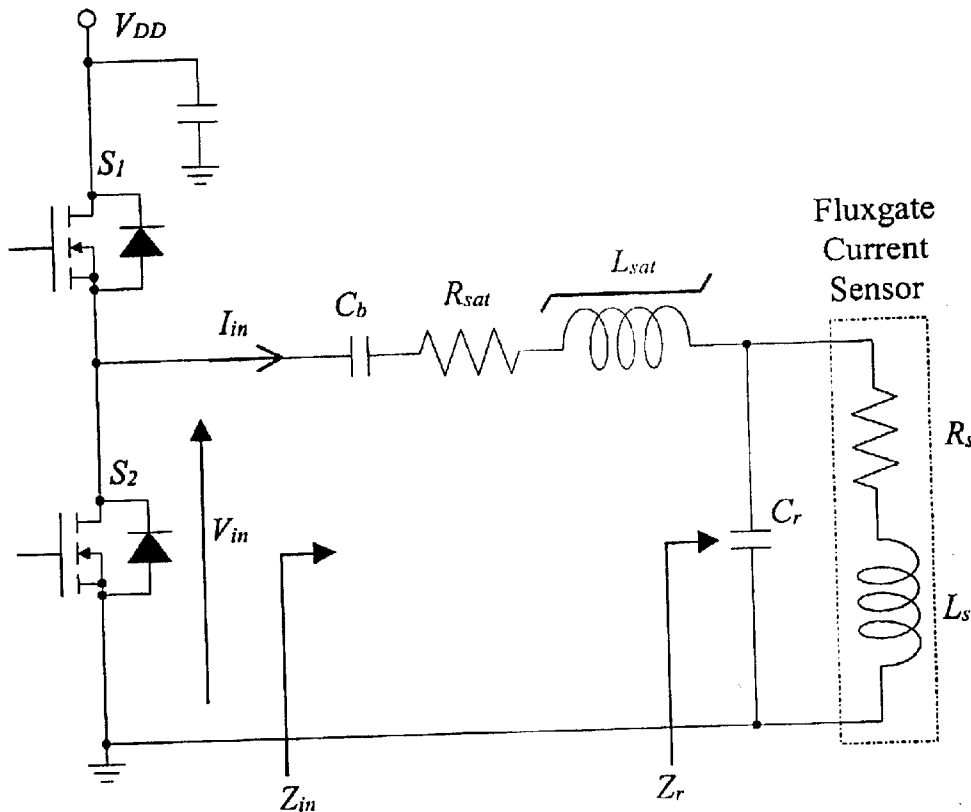 V_DD
S_1
Fluxgate
Current
Sensor
L_sat
R_sat
C_b
I_in
R_s
S_2
V_in
C_r
L_s
Z_in
Z_r